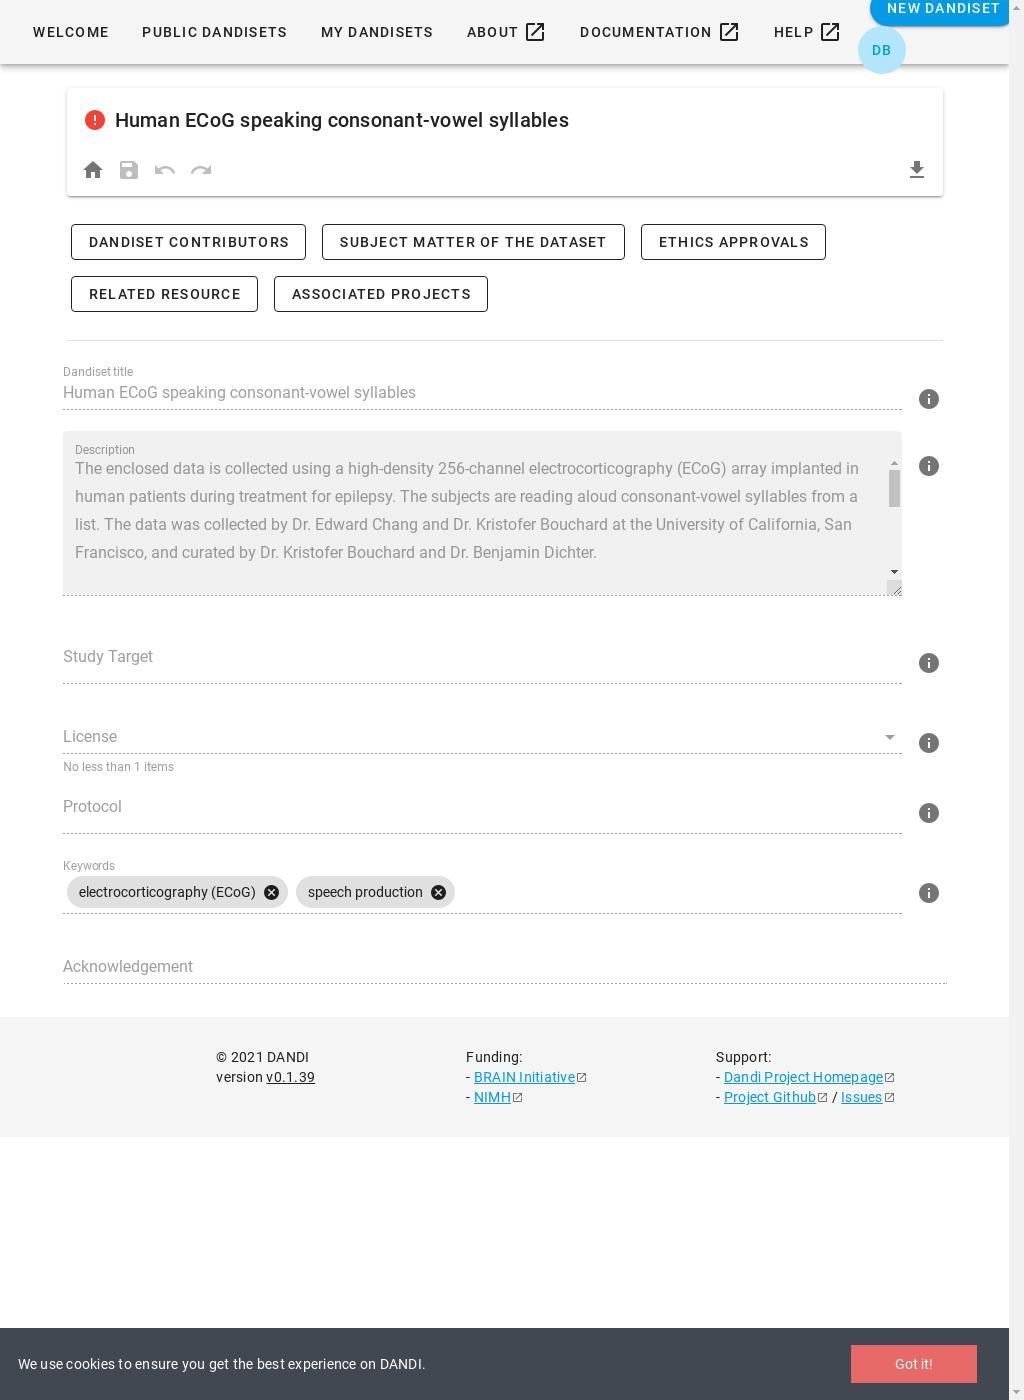 WELCOME PUBLIC DANDISETS MY DANDISETS ABOUT DOCUMENTATION HELP NEW DANDISET
DB
Human ECoG speaking consonant-vowel syllables
DANDISET CONTRIBUTORS SUBJECT MATTER OF THE DATASET ETHICS APPROVALS
RELATED RESOURCE ASSOCIATED PROJECTS
Dandiset title
Human ECoG speaking consonant-vowel syllables
Description
The enclosed data is collected using a high-density 256-channel electrocorticography (ECoG) array implanted in
human patients during treatment for epilepsy. The subjects are reading aloud consonant-vowel syllables from a
list. The data was collected by Dr. Edward Chang and Dr. Kristofer Bouchard at the University of California, San
Francisco, and curated by Dr. Kristofer Bouchard and Dr. Benjamin Dichter.
Study Target
License
No less than 1 items
Protocol
Keywords
electrocorticography (ECoG) speech production
Acknowledgement
© 2021 DANDI
version v0.1.39
Funding:
- BRAIN Initiative
- NIMH
Support:
- Dandi Project Homepage
- Project Github / Issues
We use cookies to ensure you get the best experience on DANDI.
Got it!